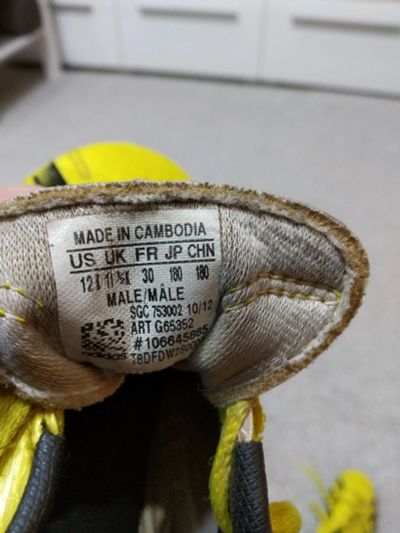 MADE IN CAMBODIA
US UK FR JP CHN
12K 11½K 30 180 180
MALE/MÂLE
SGC 753002 10/12
ART G65352
#106645885
adidas